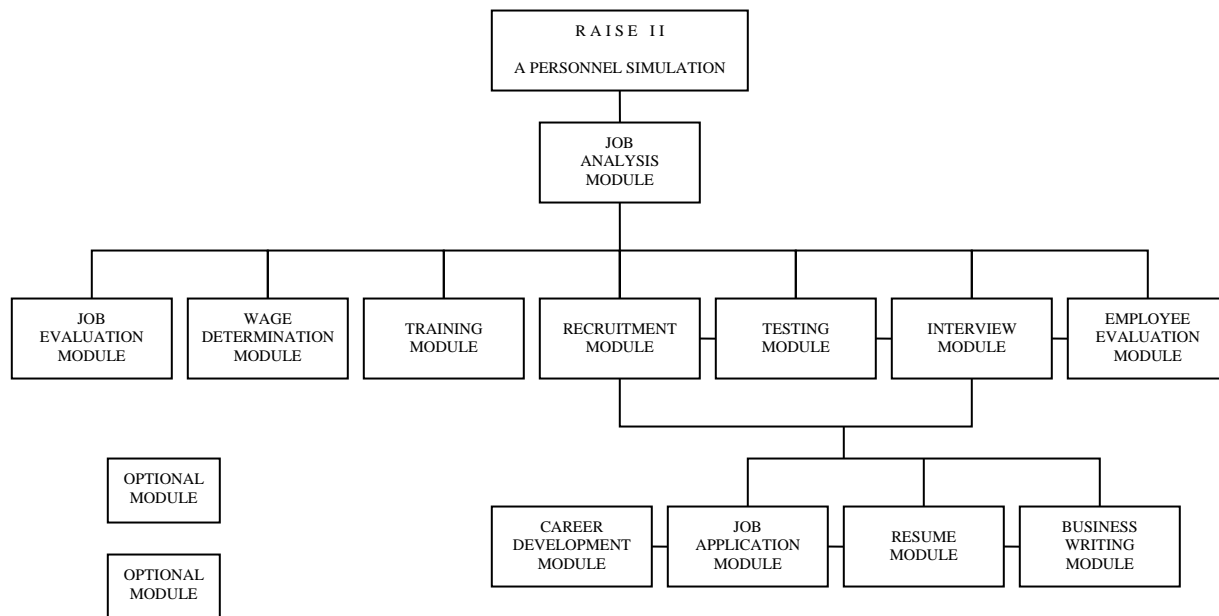 R A I S E  I I
A PERSONNEL SIMULATION
JOB
ANALYSIS
MODULE
JOB
EVALUATION
MODULE
WAGE
DETERMINATION
MODULE
TRAINING
MODULE
RECRUITMENT
MODULE
TESTING
MODULE
INTERVIEW
MODULE
EMPLOYEE
EVALUATION
MODULE
OPTIONAL
MODULE
CAREER
DEVELOPMENT
MODULE
JOB
APPLICATION
MODULE
RESUME
MODULE
BUSINESS
WRITING
MODULE
OPTIONAL
MODULE